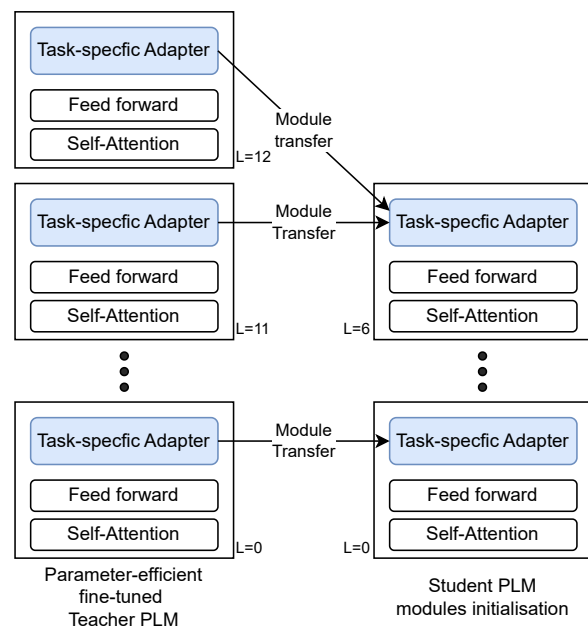 Task-specfic Adapter
Feed forward
Self-Attention
L=12
Module
transfer
Task-specfic Adapter
Feed forward
Self-Attention
L=11
Module
Transfer
Task-specfic Adapter
Feed forward
Self-Attention
L=6
Task-specfic Adapter
Feed forward
Self-Attention
L=0
Module
Transfer
Task-specfic Adapter
Feed forward
Self-Attention
L=0
Parameter-efficient
fine-tuned
Teacher PLM
Student PLM
modules initialisation